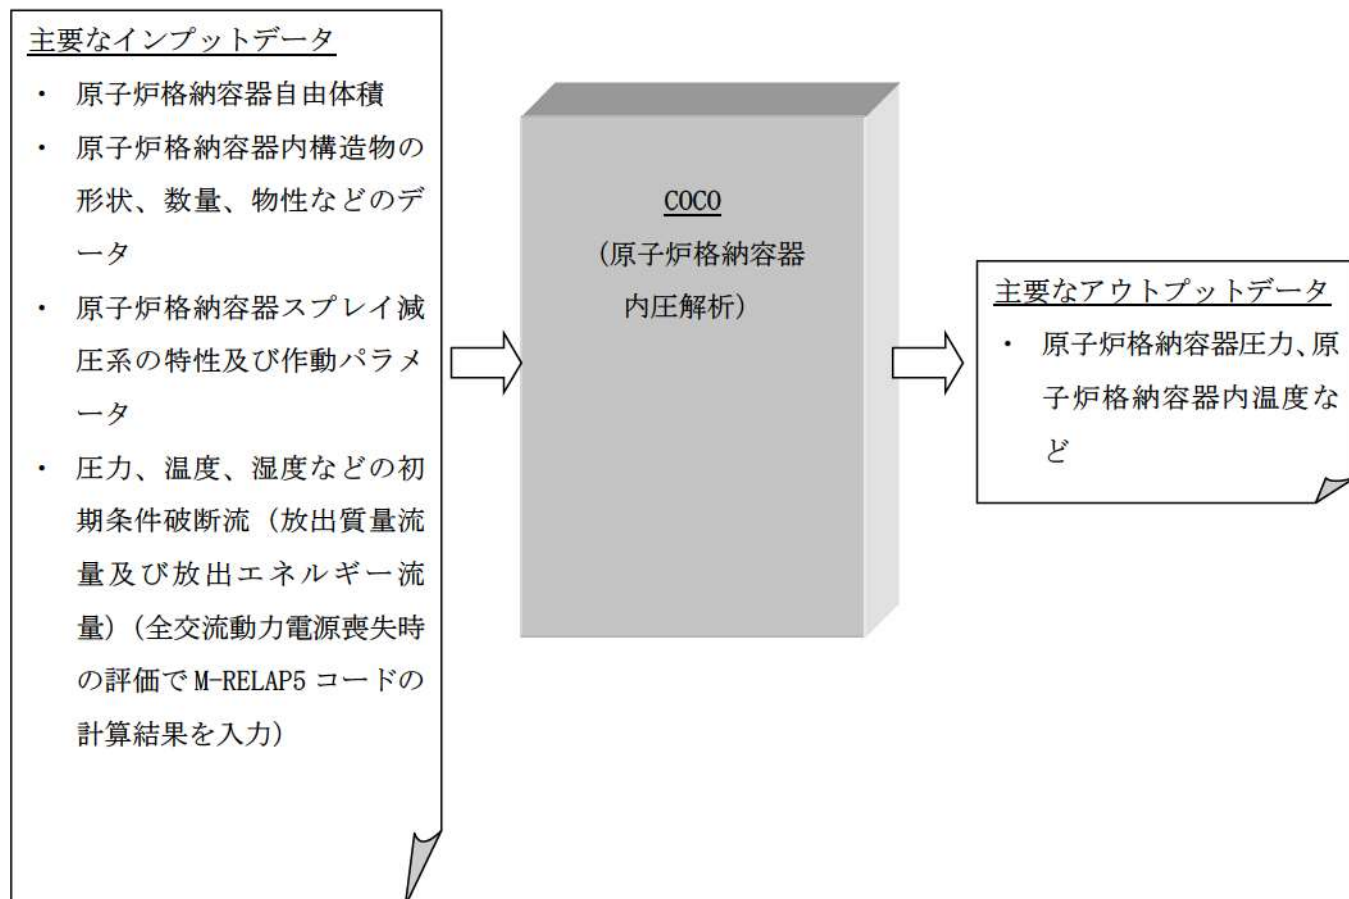 主要なインプットデータ
・ 原子炉格納容器自由体積
・ 原子炉格納容器内構造物の
形状、数量、物性などのデ
ータ
・ 原子炉格納容器スプレイ減
圧系の特性及び作動パラメ
ータ
・ 圧力、温度、湿度などの初
期条件破断流（放出質量流
量及び放出エネルギー流
量）（全交流動力電源喪失時
の評価で M-RELAP5 コードの
計算結果を入力）
COCO
（原子炉格納容器
内圧解析）
主要なアウトプットデータ
・ 原子炉格納容器圧力、原
子炉格納容器内温度な
ど